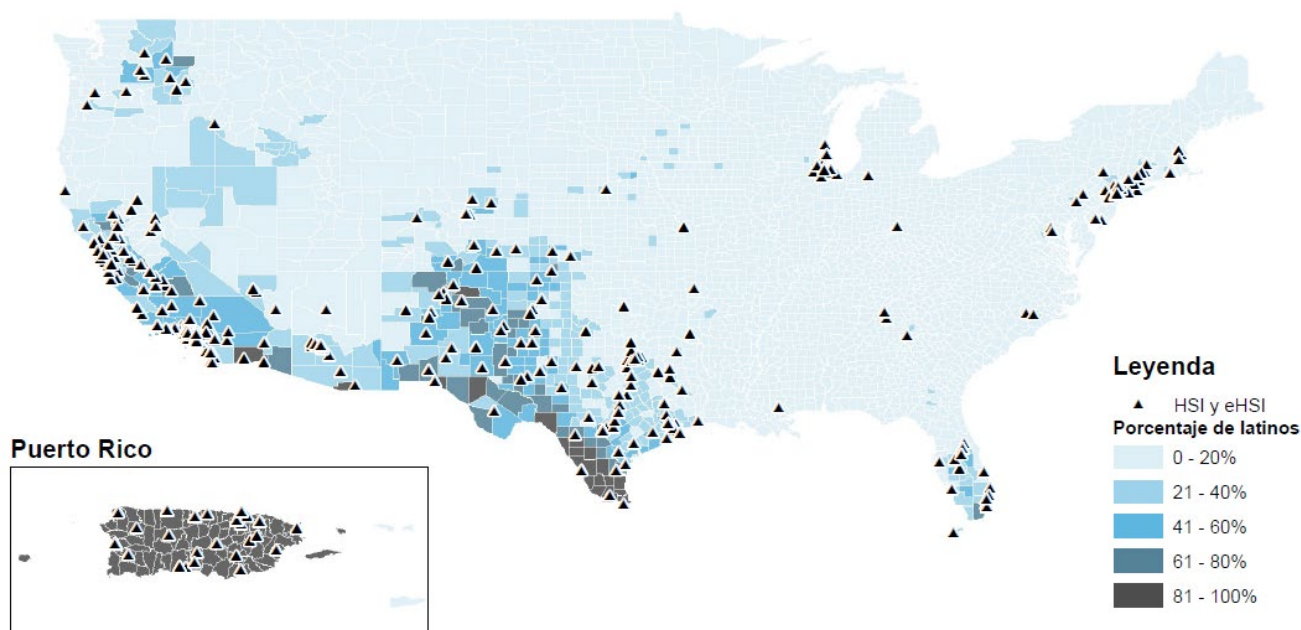 Leyenda
HSI y eHSI
Porcentaje de latinos
0 - 20%
21 - 40%
41 - 60%
61 - 80%
81 - 100%
Puerto Rico